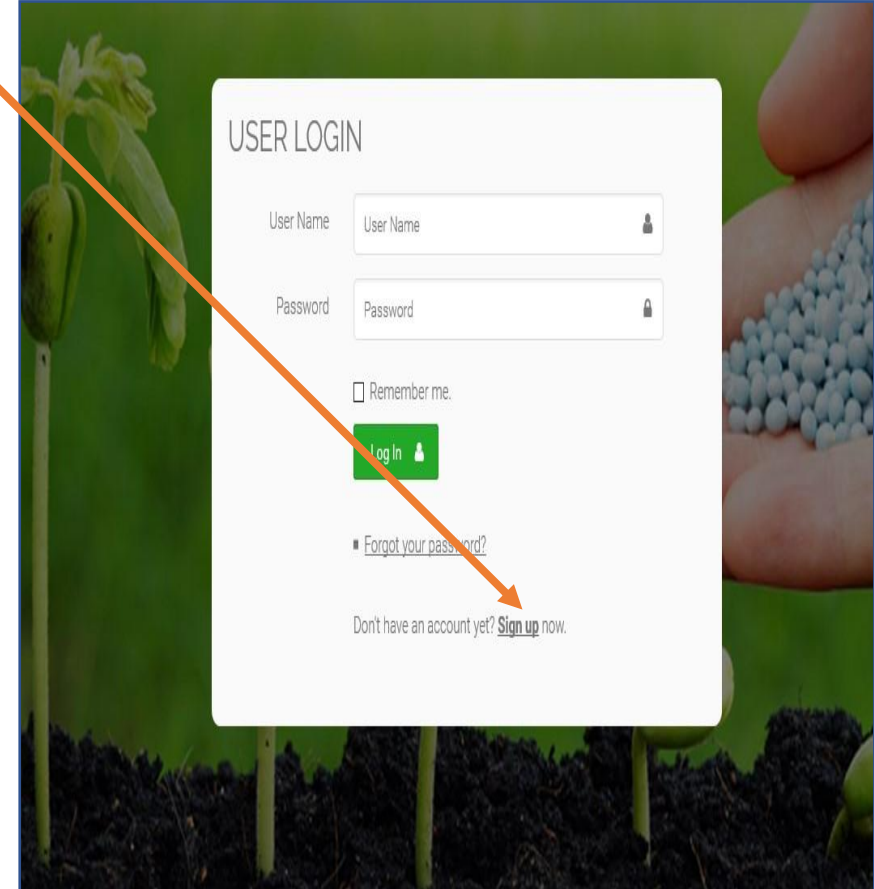 USER LOGIN
User Name
User Name
Password
Password
Remember me.
Log In
Forgot your password?
Don't have an account yet? Sign up now.